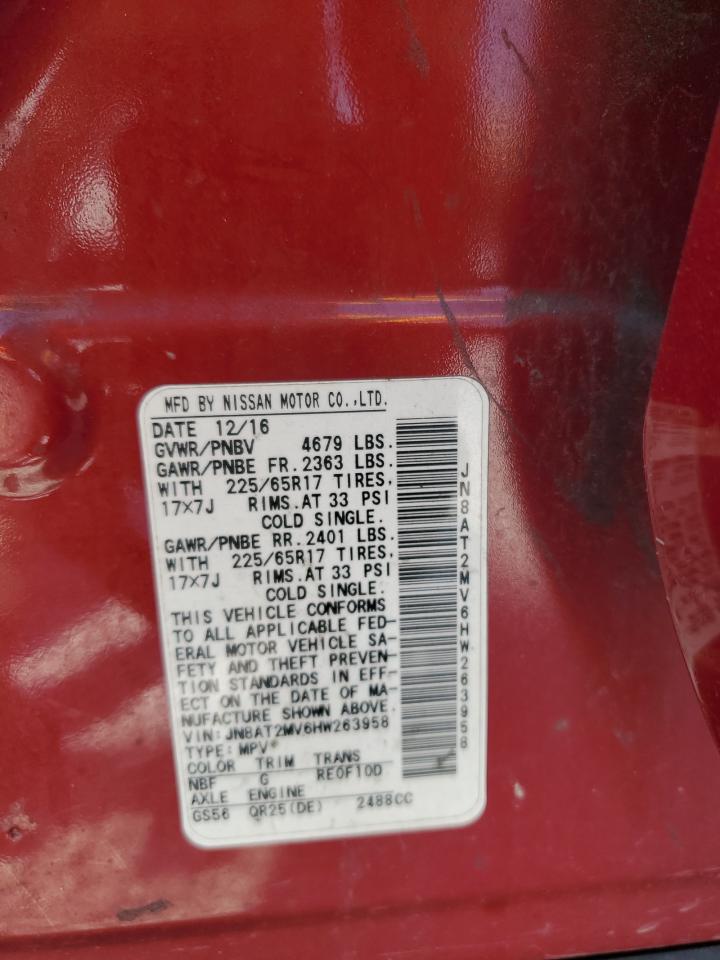 MFD BY NISSAN MOTOR CO.,LTD.
DATE 12/16
GVWR/PNBV 4679 LBS.
GAWR/PNBE FR. 2363 LBS.
WITH 225/65R17 TIRES,
17×7J RIMS.AT 33 PSI
COLD SINGLE.
GAWR/PNBE RR. 2401 LBS.
WITH 225/65R17 TIRES,
17×7J RIMS.AT 33 PSI
COLD SINGLE.
THIS VEHICLE CONFORMS
TO ALL APPLICABLE FED-
ERAL MOTOR VEHICLE SA-
FETY AND THEFT PREVEN-
TION STANDARDS IN EFF-
ECT ON THE DATE OF MA-
NUFACTURE SHOWN ABOVE.
VIN:JN8AT2MV6HW263958
TYPE:MPV
COLOR TRIM TRANS
NBF G RE0F10D
AXLE ENGINE
GS56 QR25(DE) 2488CC
JN8AT2MV6HW263958